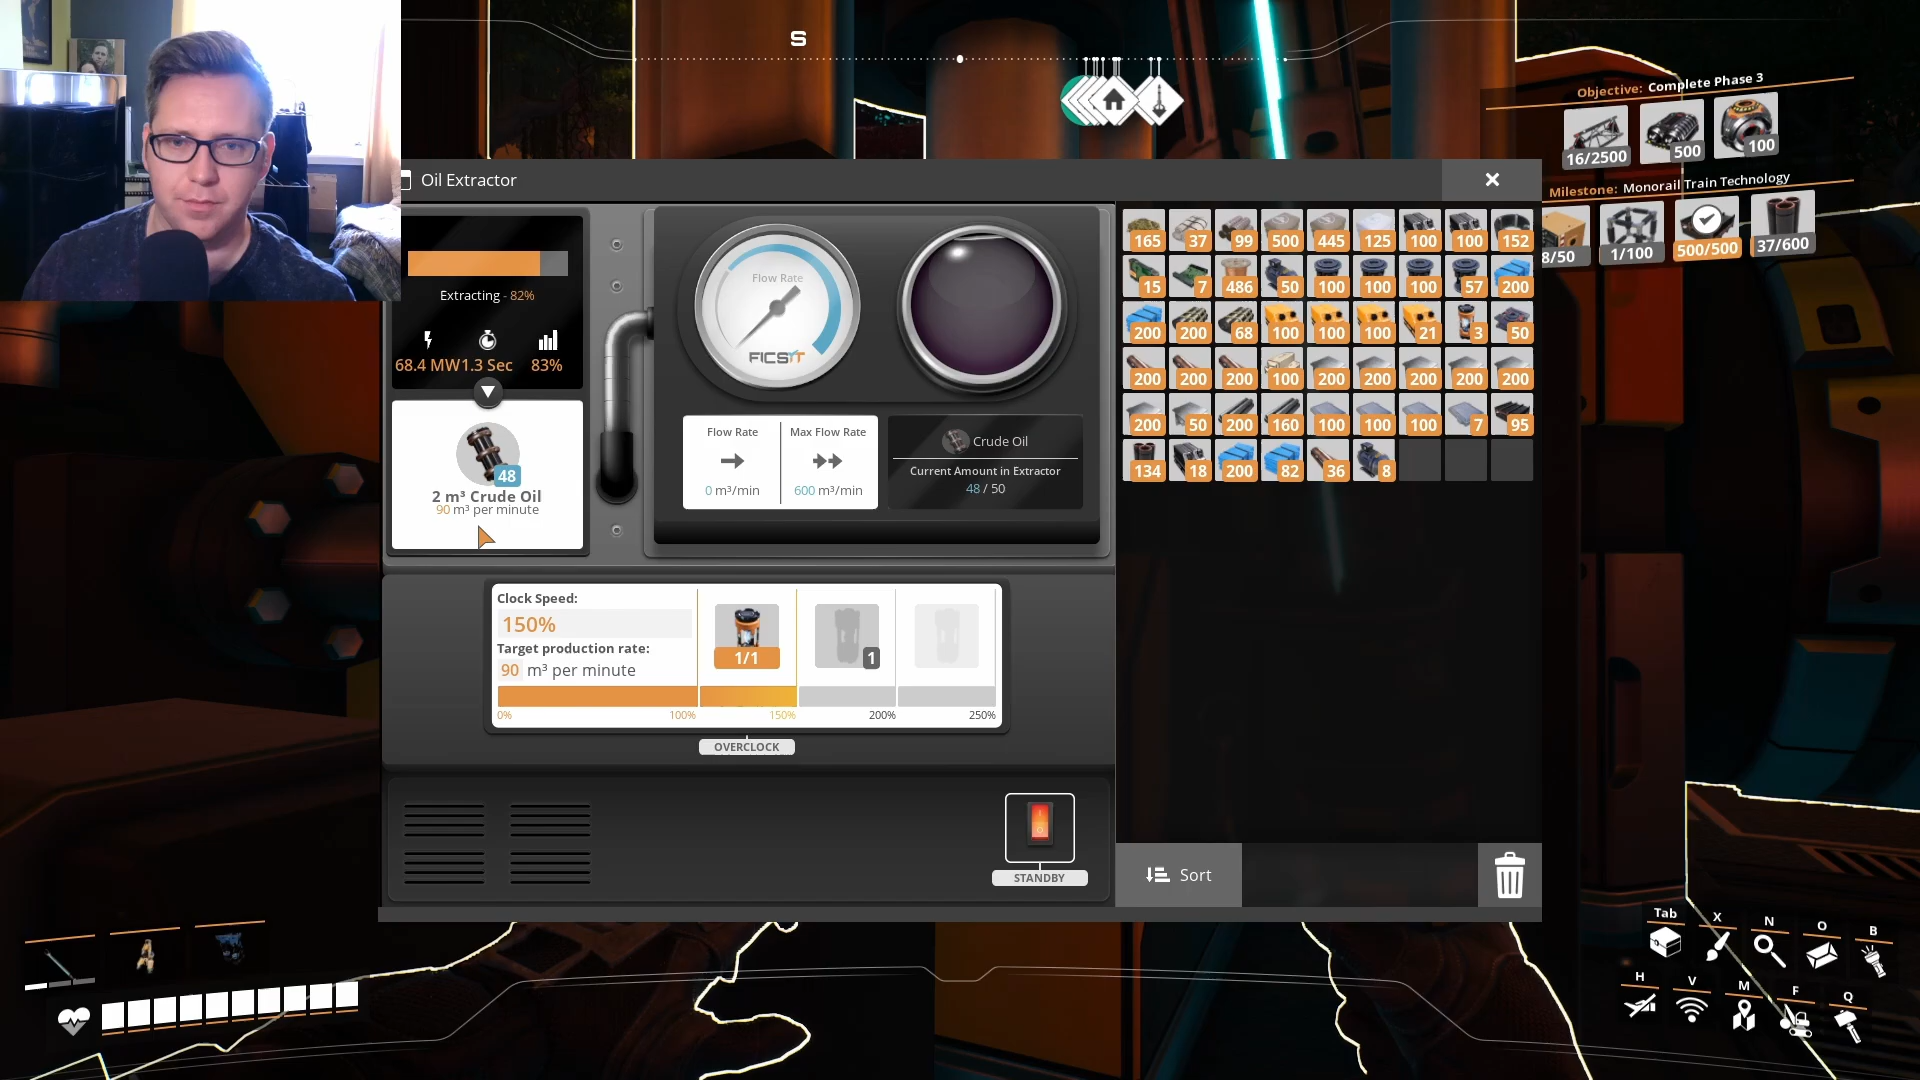 S
Objective: Complete Phase 3
16/2500 500 100
Milestone: Monorail Train Technology
8/50 1/100 500/500 37/600
Oil Extractor
Extracting - 82%
68.4 MW 1.3 Sec 83%
48
2 m³ Crude Oil
90 m³ per minute
Flow Rate
FICSIT
Flow Rate Max Flow Rate
0 m³/min 600 m³/min
Crude Oil
Current Amount in Extractor
48 / 50
Clock Speed:
150%
Target production rate:
90 m³ per minute
1/1 1
0% 100% 150% 200% 250%
OVERCLOCK
STANDBY
165 37 99 500 445 125 100 100 152
15 7 486 50 100 100 100 57 200
200 200 68 100 100 100 21 3 50
200 200 200 100 200 200 200 200 200
200 50 200 160 100 100 100 7 95
134 18 200 82 36 8
Sort
Tab X N O B
H V M F Q